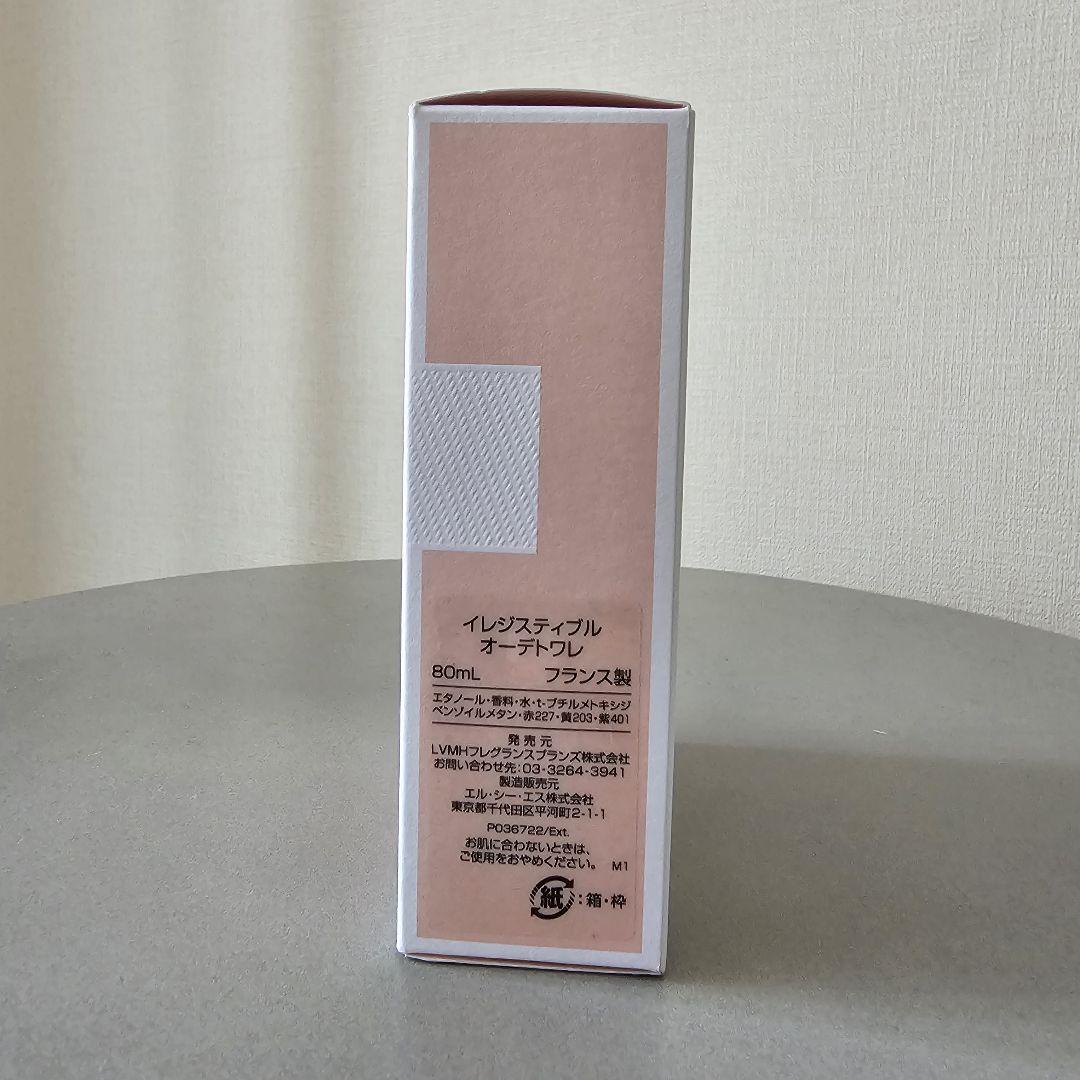 イレジスティブル
オーデトワレ
80mL フランス製
エタノール・香料・水・t-ブチルメトキシジ
ベンゾイルメタン・赤227・黄203・紫401
発売元
LVMHフレグランスブランズ株式会社
お問い合わせ先:03-3264-3941
製造販売元
エル・シー・エス株式会社
東京都千代田区平河町2-1-1
P036722/Ext.
お肌に合わないときは、
ご使用をおやめください。 M1
紙:箱・枠